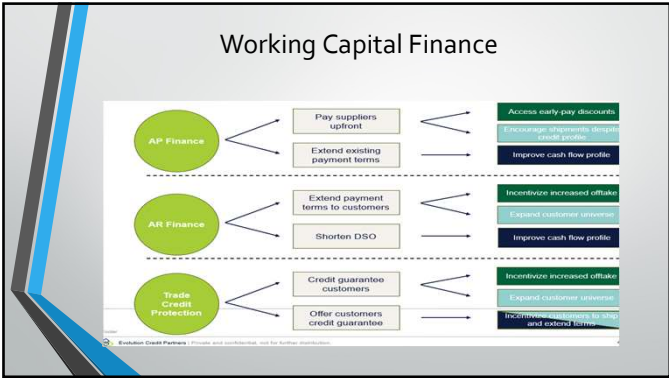 Working Capital Finance
AP Finance
Pay suppliers
upfront
Access early-pay discounts
Encourage shipments despite
credit profile
Extend existing
payment terms
Improve cash flow profile
AR Finance
Extend payment
terms to customers
Incentivize increased offtake
Expand customer universe
Shorten DSO
Improve cash flow profile
Trade
Credit
Protection
Credit guarantee
customers
Incentivize increased offtake
Expand customer universe
Offer customers
credit guarantee
Incentivize customers to ship
and extend terms
Evolution Credit Partners | Private and confidential, not for further distribution.